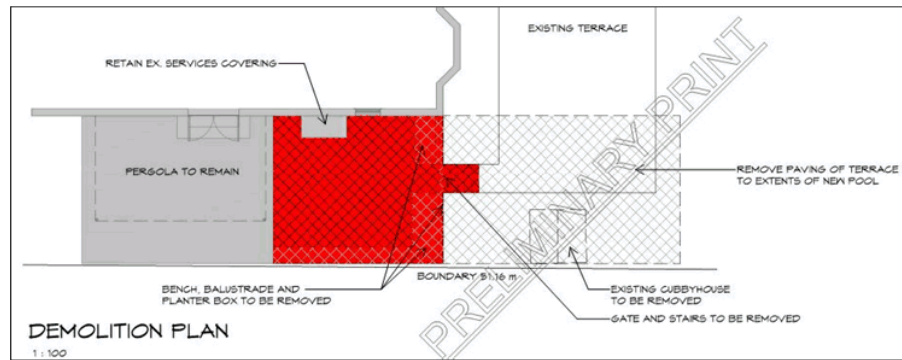 EXISTING TERRACE
RETAIN EX. SERVICES COVERING
PERGOLA TO REMAIN
REMOVE PAVING OF TERRACE
TO EXTENTS OF NEW POOL
BOUNDARY 51.16 m
BENCH, BALUSTRADE AND
PLANTER BOX TO BE REMOVED
EXISTING CUBBYHOUSE
TO BE REMOVED
GATE AND STAIRS TO BE REMOVED
PRELIMINARY PRINT
DEMOLITION PLAN
1 : 100